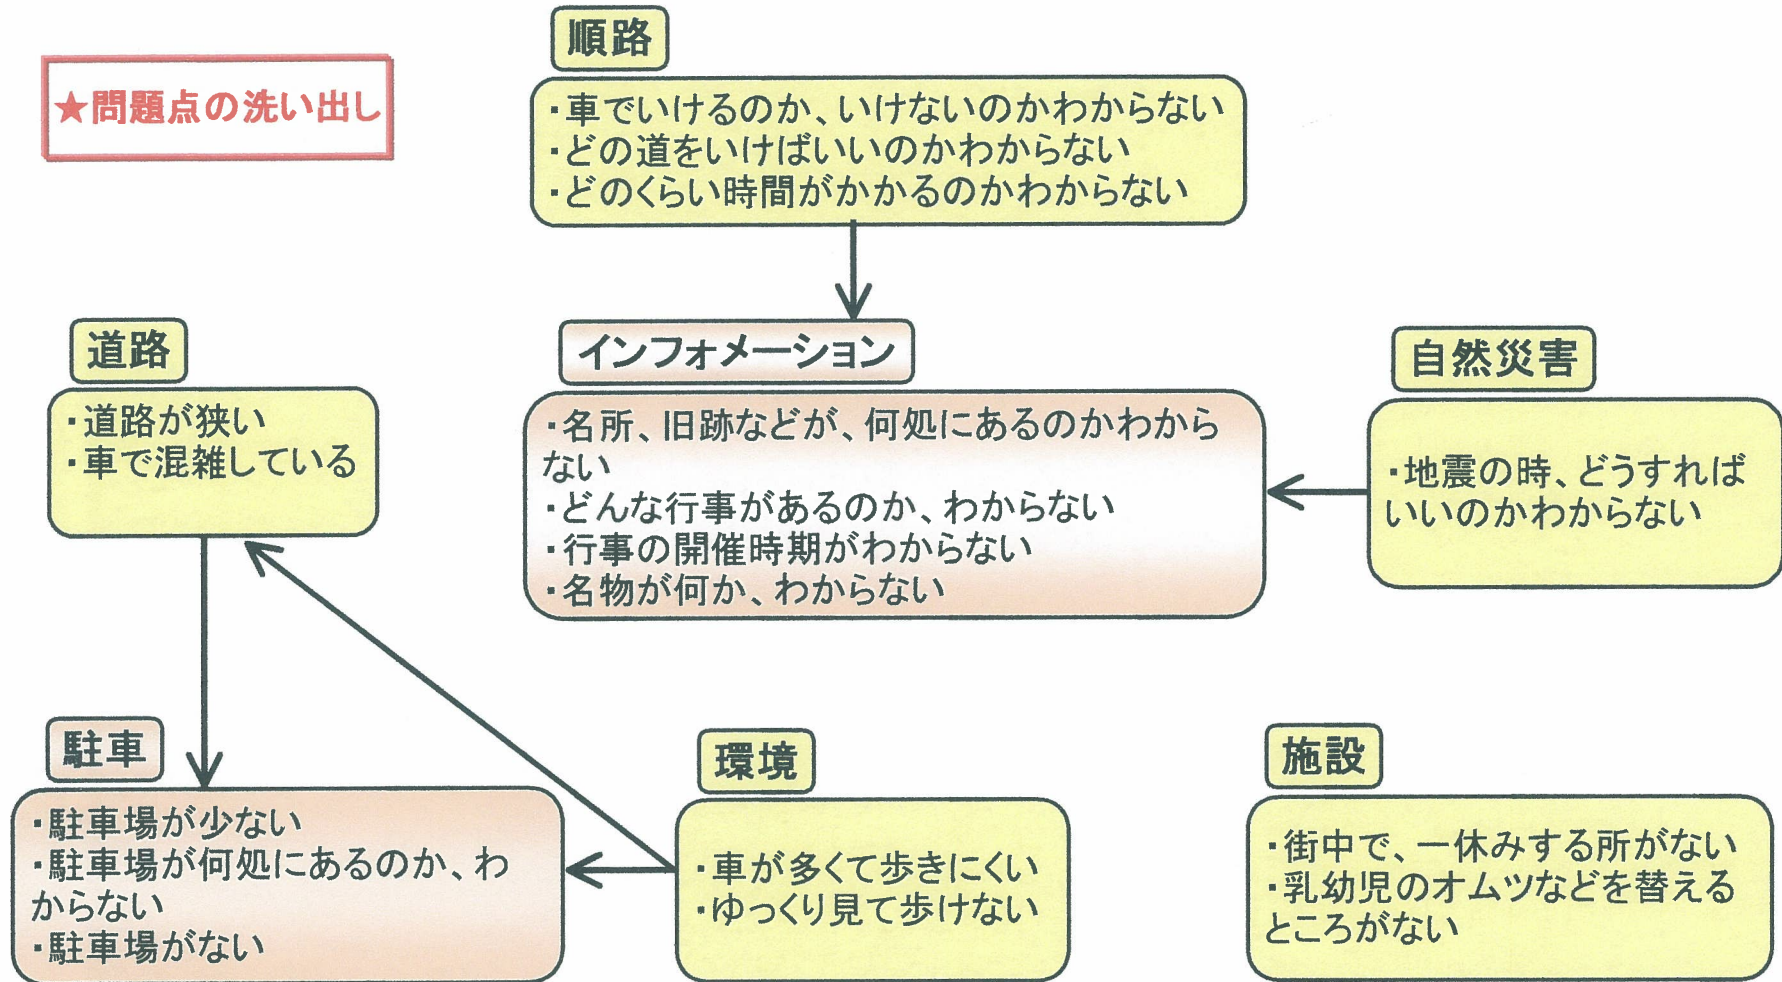 順路
★問題点の洗い出し
・車でいけるのか、いけないのかわからない
・どの道をいけばいいのかわからない
・どのくらい時間がかかるのかわからない
道路
・道路が狭い
・車で混雑している
インフォメーション
・名所、旧跡などが、何処にあるのかわから
ない
・どんな行事があるのか、わからない
・行事の開催時期がわからない
・名物が何か、わからない
自然災害
・地震の時、どうすれば
いいのかわからない
駐車
・駐車場が少ない
・駐車場が何処にあるのか、わ
からない
・駐車場がない
環境
・車が多くて歩きにくい
・ゆっくり見て歩けない
施設
・街中で、一休みする所がない
・乳幼児のオムツなどを替える
ところがない